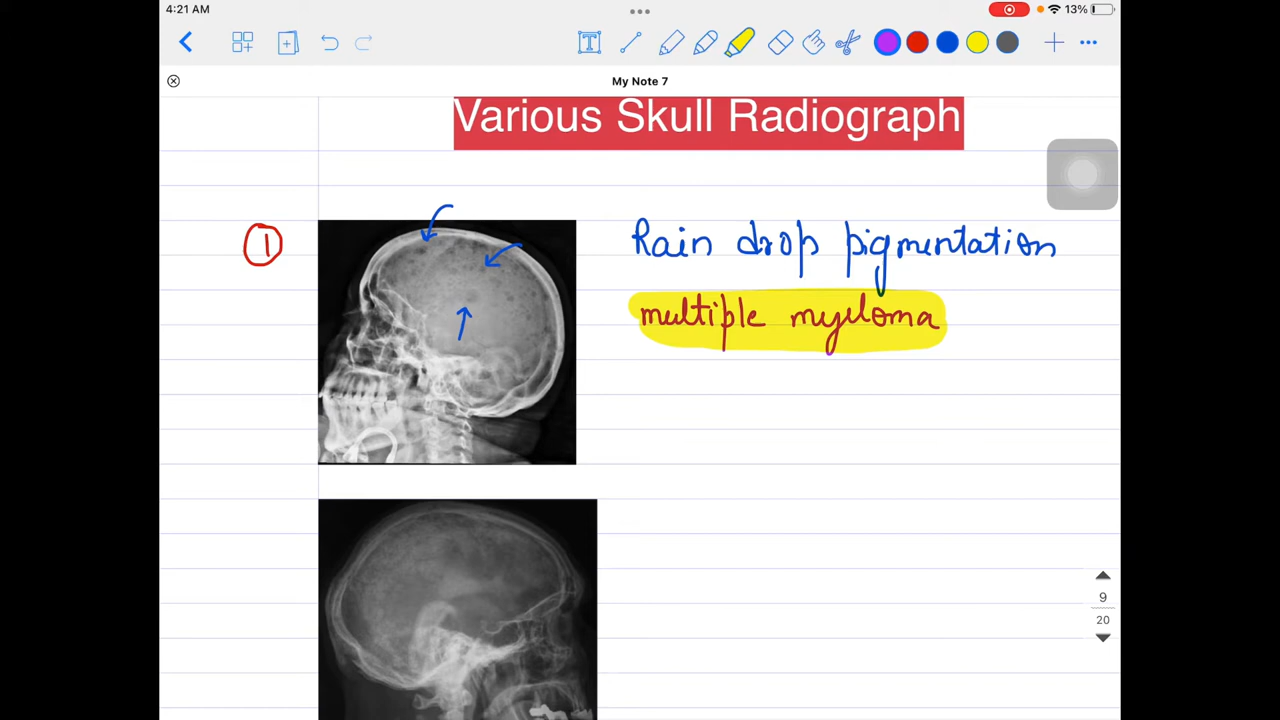 4:21 AM
13%
My Note 7
Various Skull Radiograph
1
Rain drop pigmentation
multiple myeloma
9
20